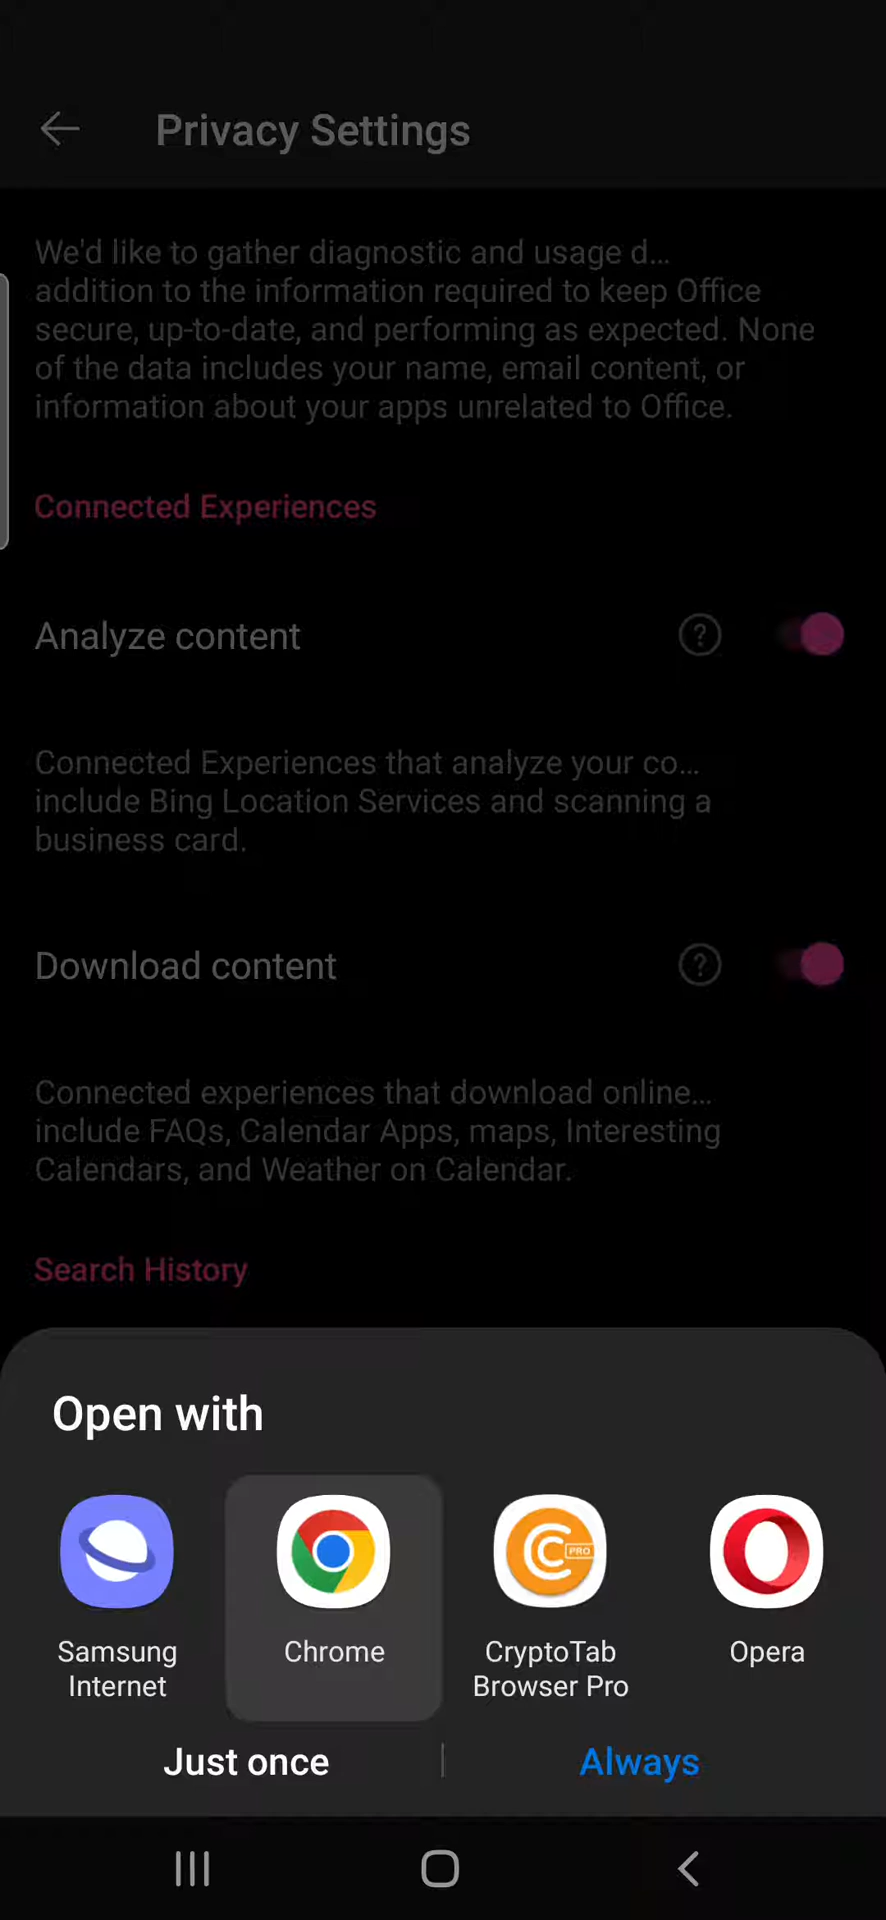 Privacy Settings
We'd like to gather diagnostic and usage d...
addition to the information required to keep Office
secure, up-to-date, and performing as expected. None
of the data includes your name, email content, or
information about your apps unrelated to Office.
Connected Experiences
Analyze content
?
Connected Experiences that analyze your co...
include Bing Location Services and scanning a
business card.
Download content
?
Connected experiences that download online...
include FAQs, Calendar Apps, maps, Interesting
Calendars, and Weather on Calendar.
Search History
Open with
C PRO
Samsung
Internet
Chrome
CryptoTab
Browser Pro
Opera
Just once
Always